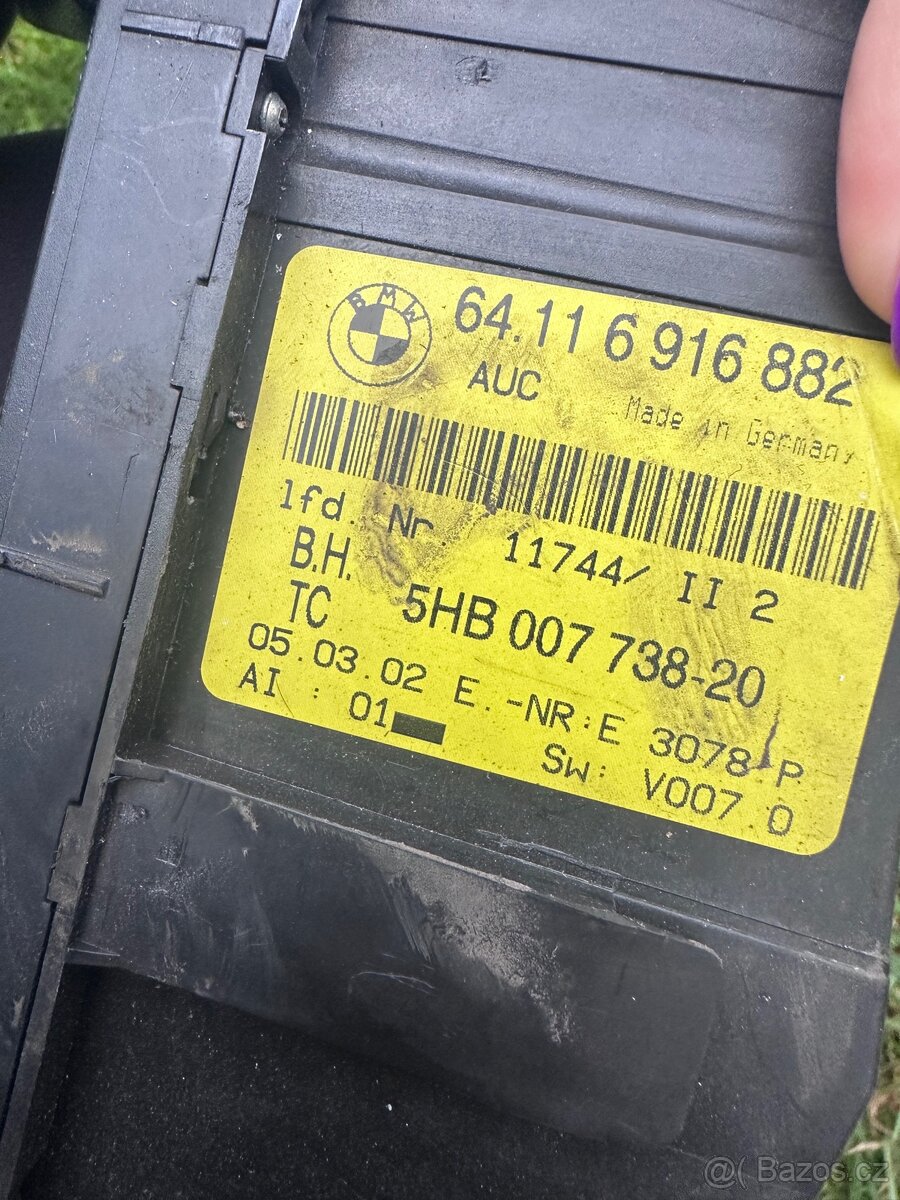 BMW
64.11 6 916 882
AUC
Made in Germany
lfd. Nr 11744/ II 2
B.H. 5HB 007 738-20
TC
05.03.02 E.-NR:E 3078 P
AI : 01 Sw: V007 0
@( Bazos.cz